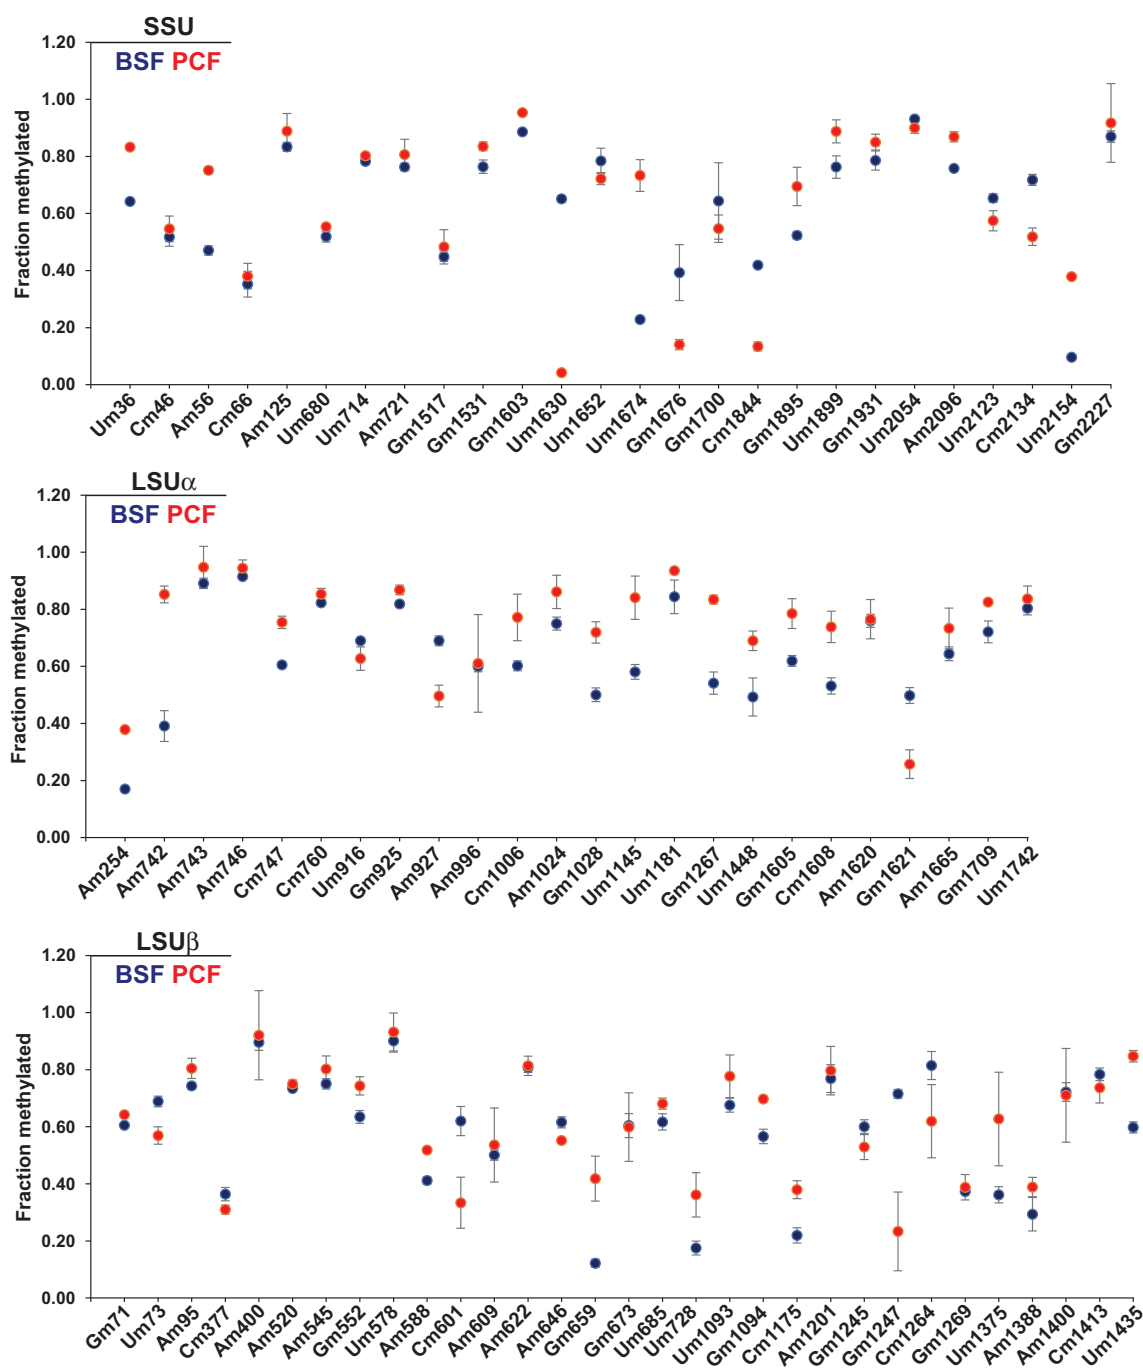 SSU
BSF PCF
Fraction methylated
1.20
1.00
0.80
0.60
0.40
0.20
0.00
Um36 Cm46 Am56 Cm66 Am125 Um680 Um714 Am721 Gm1517 Gm1531 Gm1603 Um1630 Um1652 Um1674 Gm1676 Gm1700 Cm1844 Gm1895 Um1899 Gm1931 Um2054 Am2096 Um2123 Cm2134 Um2154 Gm2227
LSUα
BSF PCF
Fraction methylated
1.20
1.00
0.80
0.60
0.40
0.20
0.00
Am254 Am742 Am743 Am746 Cm747 Cm760 Um916 Gm925 Am927 Am996 Cm1006 Am1024 Gm1028 Um1145 Um1181 Gm1267 Um1448 Gm1605 Cm1608 Am1620 Gm1621 Am1665 Gm1709 Um1742
LSUβ
BSF PCF
Fraction methylated
1.20
1.00
0.80
0.60
0.40
0.20
0.00
Gm71 Um73 Am95 Cm377 Am400 Am520 Am545 Gm552 Um578 Am588 Cm601 Am609 Am622 Am646 Gm659 Gm673 Um685 Um728 Um1093 Gm1094 Cm1175 Am1201 Gm1245 Gm1247 Cm1264 Gm1269 Um1375 Am1388 Am1400 Cm1413 Um1435